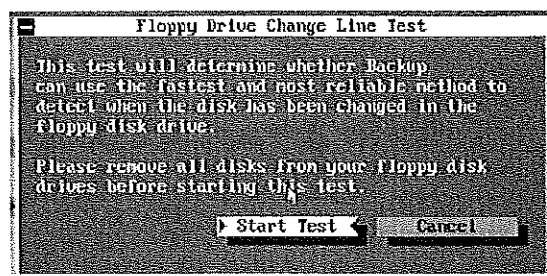 Floppy Drive Change Line Test
This test will determine whether Backup
can use the fastest and most reliable method to
detect when the disk has been changed in the
floppy disk drive.
Please remove all disks from your floppy disk
drives before starting this test.
Start Test
Cancel